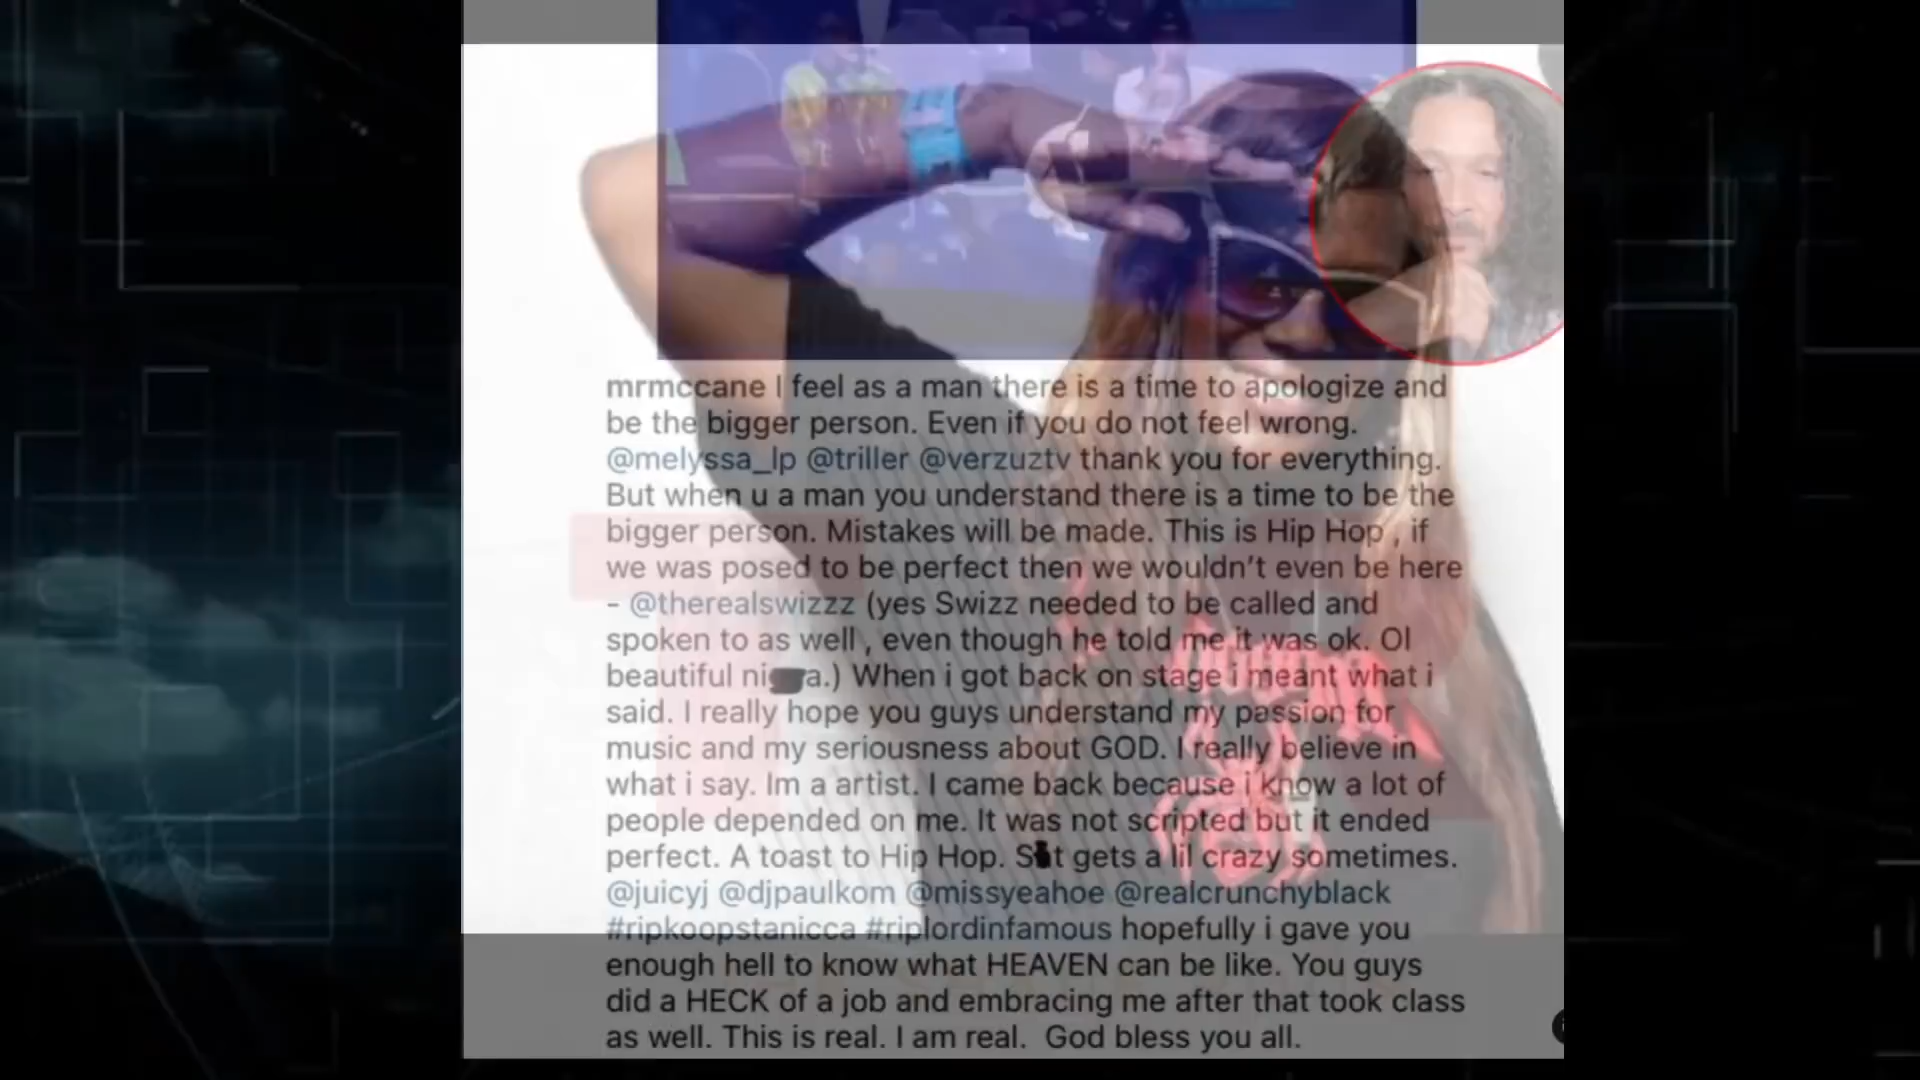 mrmccane I feel as a man there is a time to apologize and
be the bigger person. Even if you do not feel wrong.
@melyssa_lp @triller @verzuztv thank you for everything.
But when u a man you understand there is a time to be the
bigger person. Mistakes will be made. This is Hip Hop , if
we was posed to be perfect then we wouldn’t even be here
- @therealswizzz (yes Swizz needed to be called and
spoken to as well , even though he told me it was ok. Ol
beautiful ni a.) When i got back on stage i meant what i
said. I really hope you guys understand my passion for
music and my seriousness about GOD. I really believe in
what i say. Im a artist. I came back because i know a lot of
people depended on me. It was not scripted but it ended
perfect. A toast to Hip Hop. S t gets a lil crazy sometimes.
@juicyj @djpaulkom @missyeahoe @realcrunchyblack
#ripkoopstanicca #riplordinfamous hopefully i gave you
enough hell to know what HEAVEN can be like. You guys
did a HECK of a job and embracing me after that took class
as well. This is real. I am real. God bless you all.